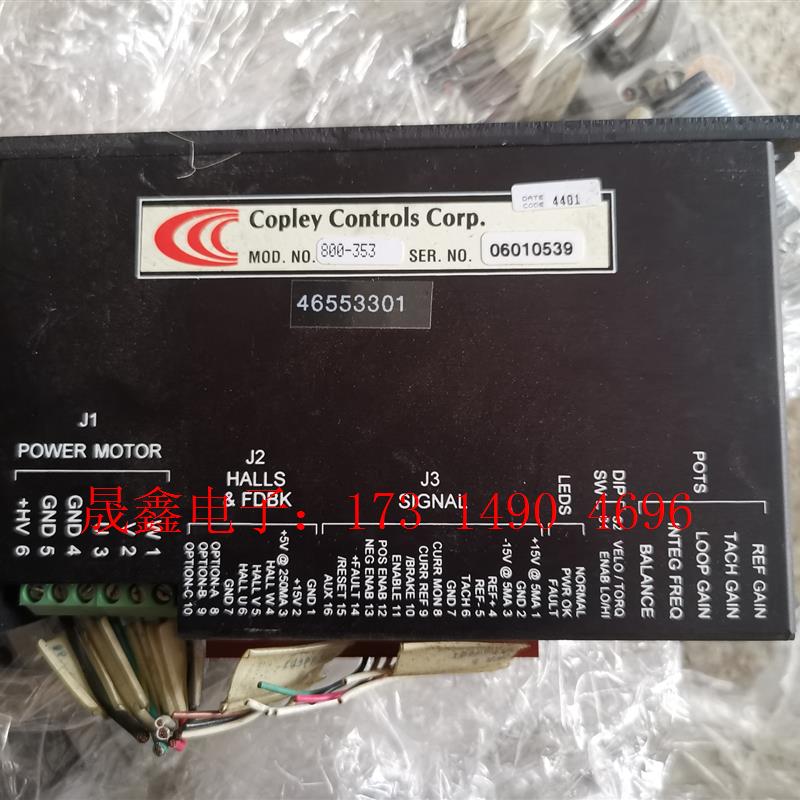 Copley Controls Corp.
DATE CODE 4401
MOD. NO. 800-353 SER. NO. 06010539
46553301
J1
POWER MOTOR
W 1
V 2
U 3
GND 4
GND 5
+HV 6
J2
HALLS
& FDBK
GND 1
+15V 2
+5V @ 250MA 3
HALL W 4
HALL V 5
HALL U 6
GND 7
OPTION-A 8
OPTION-B 9
OPTION-C 10
J3
SIGNAL
+15V @ 5MA 1
GND 2
-15V @ 5MA 3
REF+ 4
REF- 5
TACH 6
GND 7
CURR MON 8
CURR REF 9
/BRAKE 10
ENABLE 11
POS ENAB 12
NEG ENAB 13
+FAULT 14
/RESET 15
AUX 16
LEDS
NORMAL
PWR OK
FAULT
DIP
SW
VELO / TORQ
ENAB LO/HI
POTS
REF GAIN
TACH GAIN
LOOP GAIN
INTEG FREQ
BALANCE
晟鑫电子：173 1490 4696